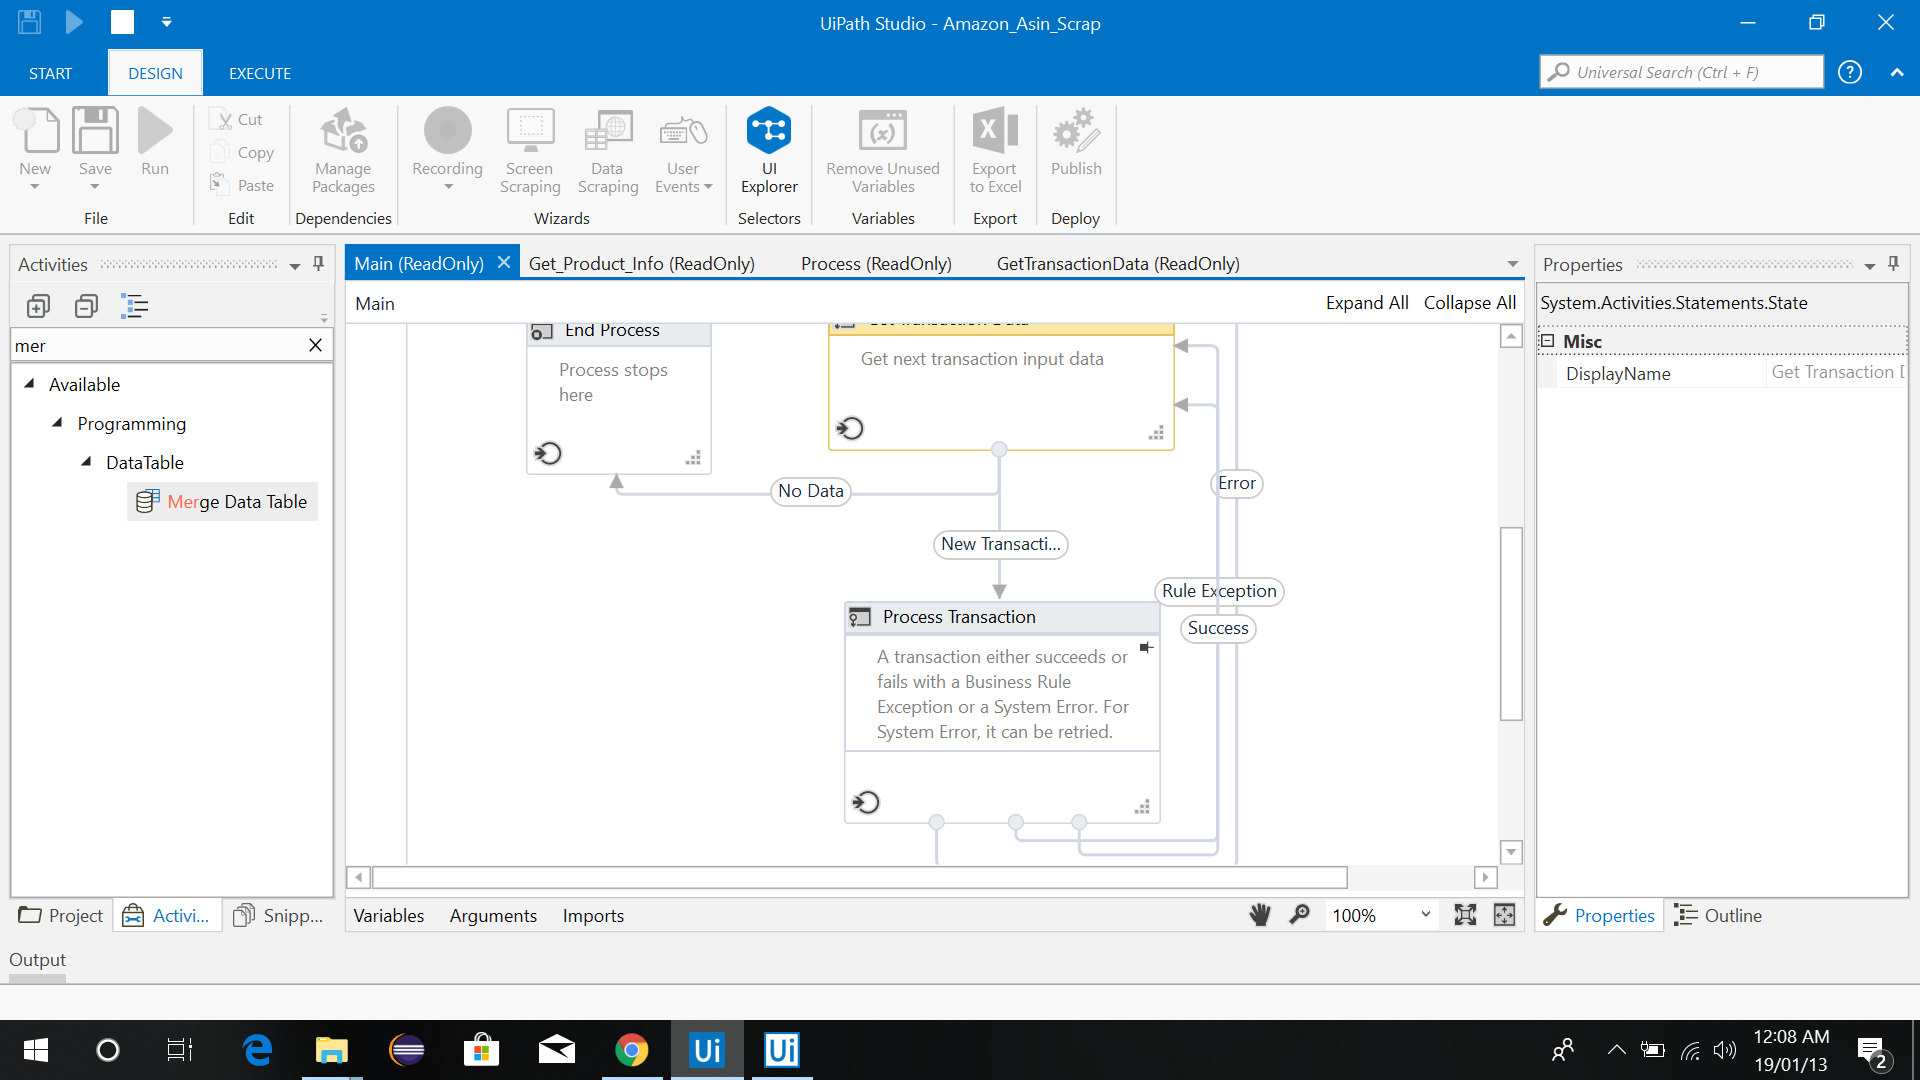 UiPath Studio - Amazon_Asin_Scrap
START
DESIGN
EXECUTE
Universal Search (Ctrl + F)
New
Save
Run
File
Cut
Copy
Paste
Edit
Manage
Packages
Dependencies
Recording
Screen
Scraping
Data
Scraping
User
Events
Wizards
UI
Explorer
Selectors
Remove Unused
Variables
Variables
Export
to Excel
Export
Publish
Deploy
Activities
mer
Available
Programming
DataTable
Merge Data Table
Project
Activi...
Snipp...
Main (ReadOnly)
Get_Product_Info (ReadOnly)
Process (ReadOnly)
GetTransactionData (ReadOnly)
Main
Expand All
Collapse All
End Process
Process stops
here
Get Transaction Data
Get next transaction input data
No Data
Error
New Transacti...
Rule Exception
Success
Process Transaction
A transaction either succeeds or
fails with a Business Rule
Exception or a System Error. For
System Error, it can be retried.
Variables
Arguments
Imports
100%
Properties
System.Activities.Statements.State
Misc
DisplayName
Get Transaction D
Properties
Outline
Output
Ui
Ui
12:08 AM
19/01/13
2